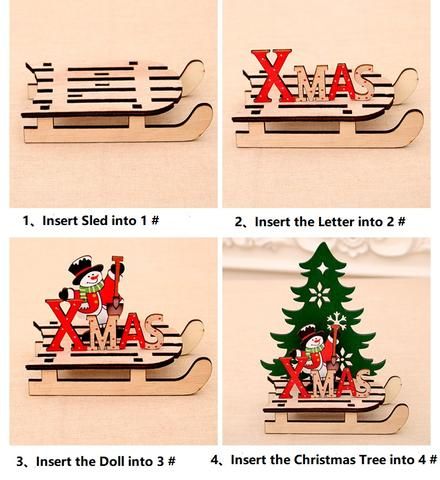 XMAS
1、Insert Sled into 1 #
2、Insert the Letter into 2 #
XMAS
3、Insert the Doll into 3 #
XMAS
4、Insert the Christmas Tree into 4 #